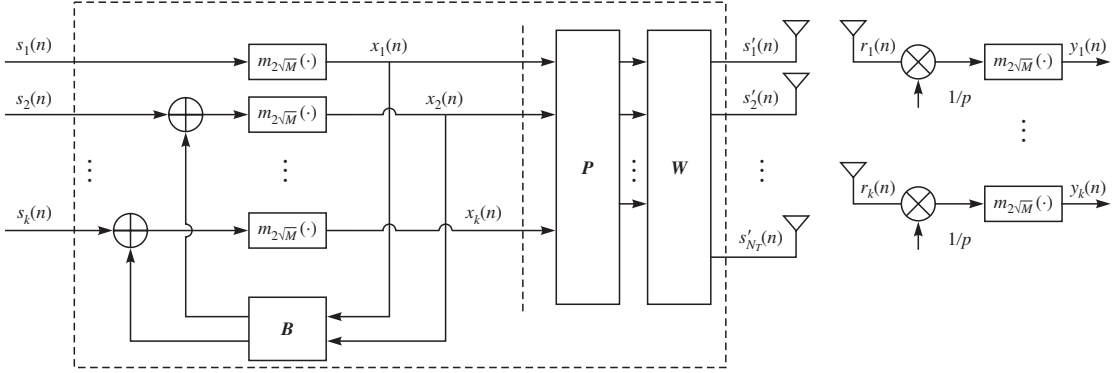 s₁(n) m₂√M(·) x₁(n) s′₁(n) r₁(n) m₂√M(·) y₁(n)
s₂(n) m₂√M(·) x₂(n) s′₂(n) 1/p
⋮ ⋮ P ⋮ W ⋮ ⋮
sₖ(n) m₂√M(·) xₖ(n) rₖ(n) m₂√M(·) yₖ(n)
s′_{N_T}(n) 1/p
B